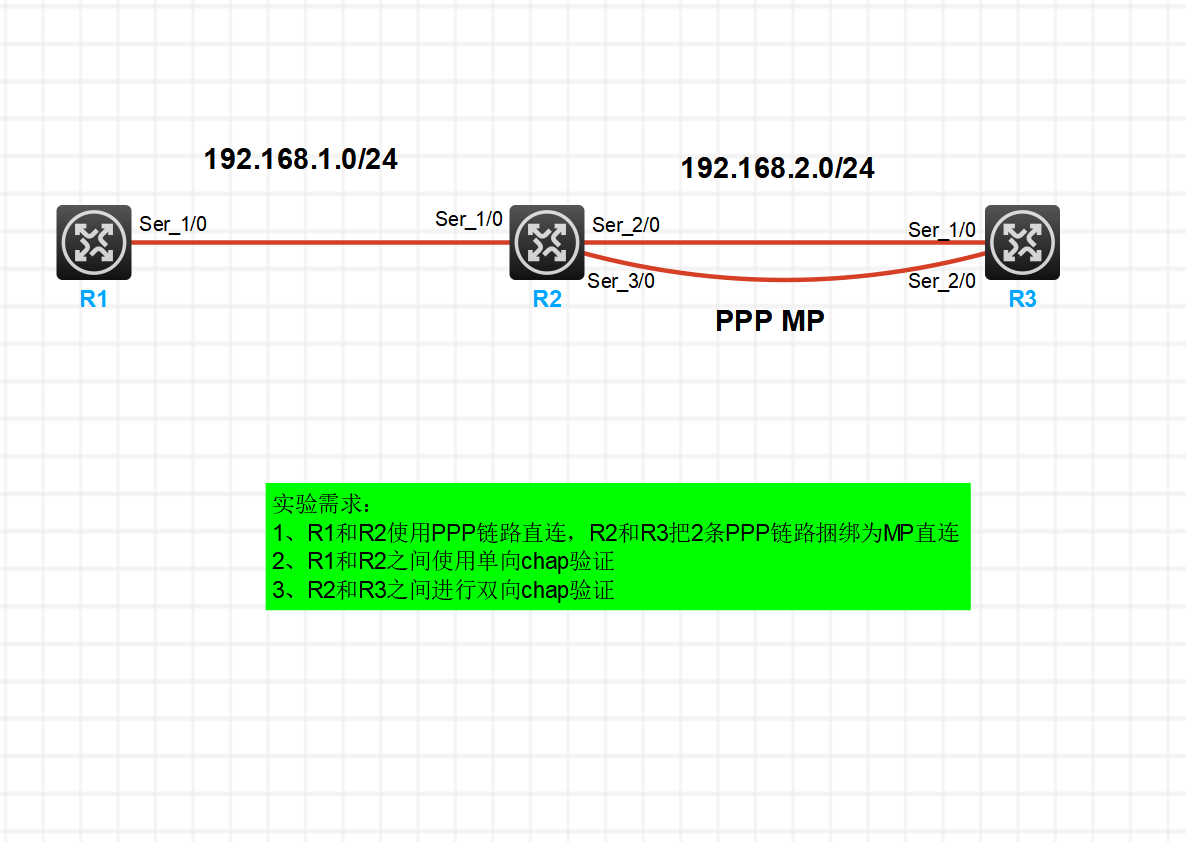 192.168.1.0/24
192.168.2.0/24
Ser_1/0
Ser_1/0
Ser_2/0
Ser_1/0
Ser_3/0
Ser_2/0
R1
R2
R3
PPP MP
实验需求：
1、R1和R2使用PPP链路直连，R2和R3把2条PPP链路捆绑为MP直连
2、R1和R2之间使用单向chap验证
3、R2和R3之间进行双向chap验证